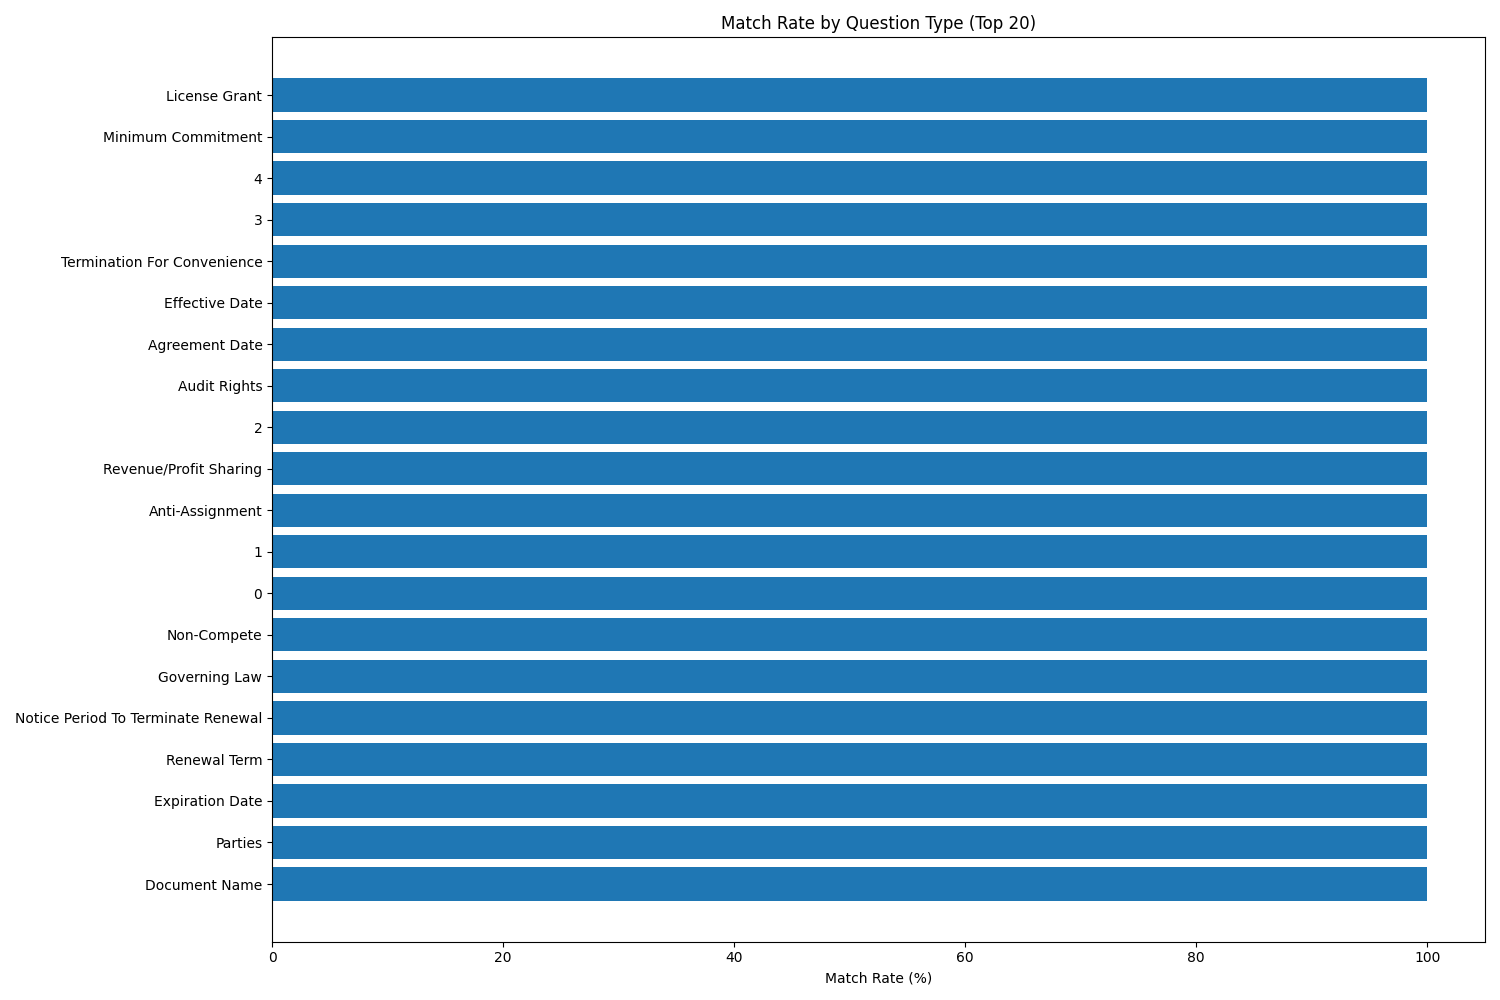 Match Rate by Question Type (Top 20)
License Grant
Minimum Commitment
4
3
Termination For Convenience
Effective Date
Agreement Date
Audit Rights
2
Revenue/Profit Sharing
Anti-Assignment
1
0
Non-Compete
Governing Law
Notice Period To Terminate Renewal
Renewal Term
Expiration Date
Parties
Document Name
0 20 40 60 80 100
Match Rate (%)